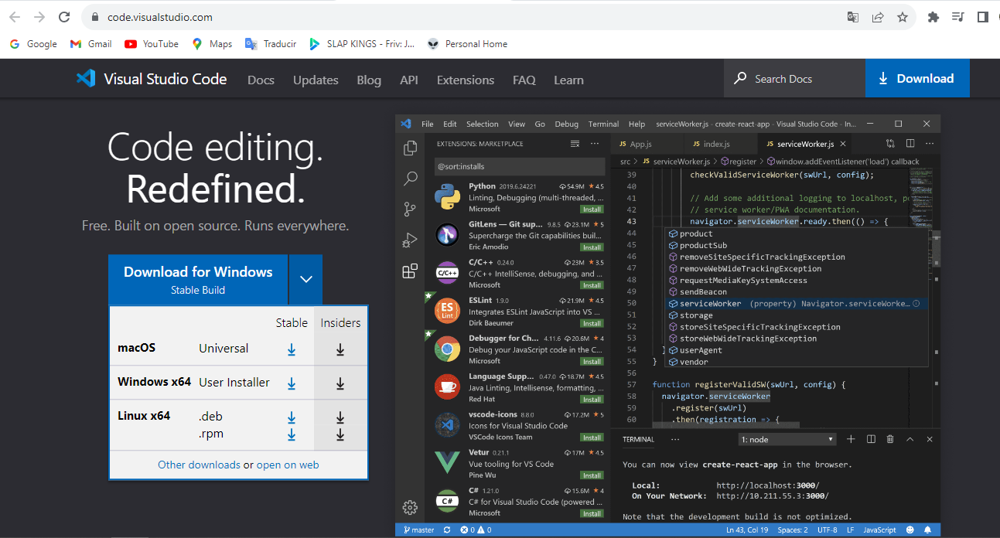 code.visualstudio.com
Google Gmail YouTube Maps Traducir SLAP KINGS - Friv: J... Personal Home
Visual Studio Code Docs Updates Blog API Extensions FAQ Learn Search Docs Download
Code editing.
Redefined.
Free. Built on open source. Runs everywhere.
Download for Windows
Stable Build
Stable Insiders
macOS Universal
Windows x64 User Installer
Linux x64 .deb
.rpm
Other downloads or open on web
File Edit Selection View Go Debug Terminal Help serviceWorker.js - create-react-app - Visual Studio Code - In...
EXTENSIONS: MARKETPLACE
@sort:installs
Python 2019.6.24221 54.9M 4.5
Linting, Debugging (multi-threaded, ...
Microsoft Install
GitLens — Git sup... 9.8.5 23.1M 5
Supercharge the Git capabilities buil...
Eric Amodio Install
C/C++ 0.24.0 23M 3.5
C/C++ IntelliSense, debugging, and ...
Microsoft Install
ESLint 1.9.0 21.9M 4.5
Integrates ESLint JavaScript into VS ...
Dirk Baeumer Install
Debugger for Ch... 4.11.6 20.6M 4
Debug your JavaScript code in the C...
Microsoft Install
Language Supp... 0.47.0 18.7M 4.5
Java Linting, Intellisense, formatting, ...
Red Hat Install
vscode-icons 8.8.0 17.2M 5
Icons for Visual Studio Code
VSCode Icons Team Install
Vetur 0.21.1 17M 4.5
Vue tooling for VS Code
Pine Wu Install
C# 1.21.0 15.6M 4
C# for Visual Studio Code (powered ...
Microsoft Install
C/C++
ES
Lint
C#
JS App.js JS index.js JS serviceWorker.js
src > JS serviceWorker.js > register > window.addEventListener('load') callback
39 checkValidServiceWorker(swUrl, config);
40
41 // Add some additional logging to localhost, po
42 // service worker/PWA documentation.
43 navigator.serviceWorker.ready.then(() => {
44 product
45 productSub
46 removeSiteSpecificTrackingException
47 removeWebWideTrackingException
48 requestMediaKeySystemAccess
49 sendBeacon
50 serviceWorker (property) Navigator.serviceWorke...
51 storage
52 storeSiteSpecificTrackingException
53 storeWebWideTrackingException
54 } userAgent
55 } vendor
56
57 function registerValidSW(swUrl, config) {
58 navigator.serviceWorker
59 .register(swUrl)
60 .then(registration => {
TERMINAL ... 1: node
You can now view create-react-app in the browser.
Local: http://localhost:3000/
On Your Network: http://10.211.55.3:3000/
Note that the development build is not optimized.
master 0 0 Ln 43, Col 19 Spaces: 2 UTF-8 LF JavaScript